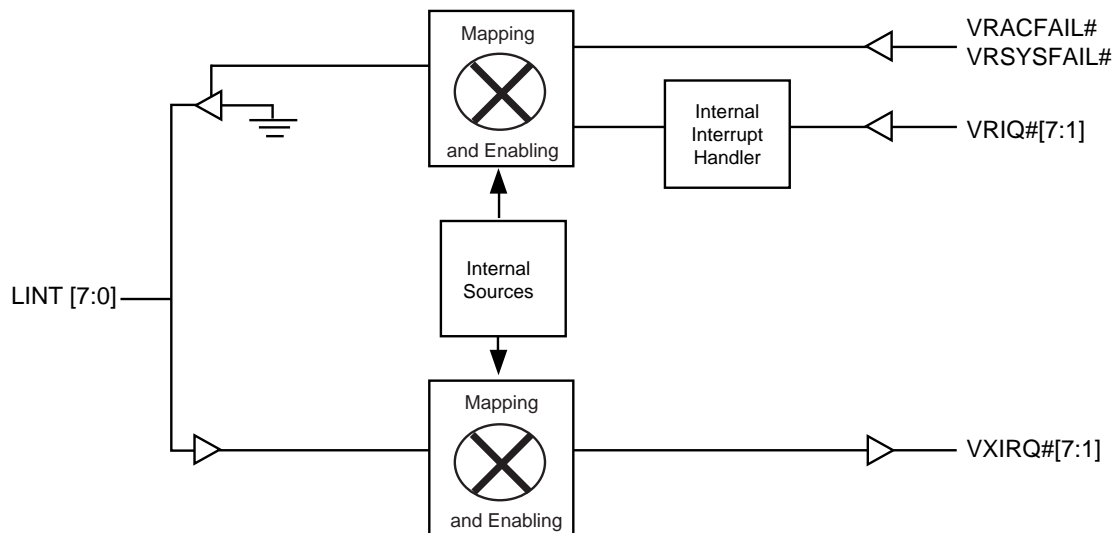 Mapping
and Enabling
VRACFAIL#
VRSYSFAIL#
Internal
Interrupt
Handler
VRIQ#[7:1]
Internal
Sources
LINT [7:0]
Mapping
and Enabling
VXIRQ#[7:1]